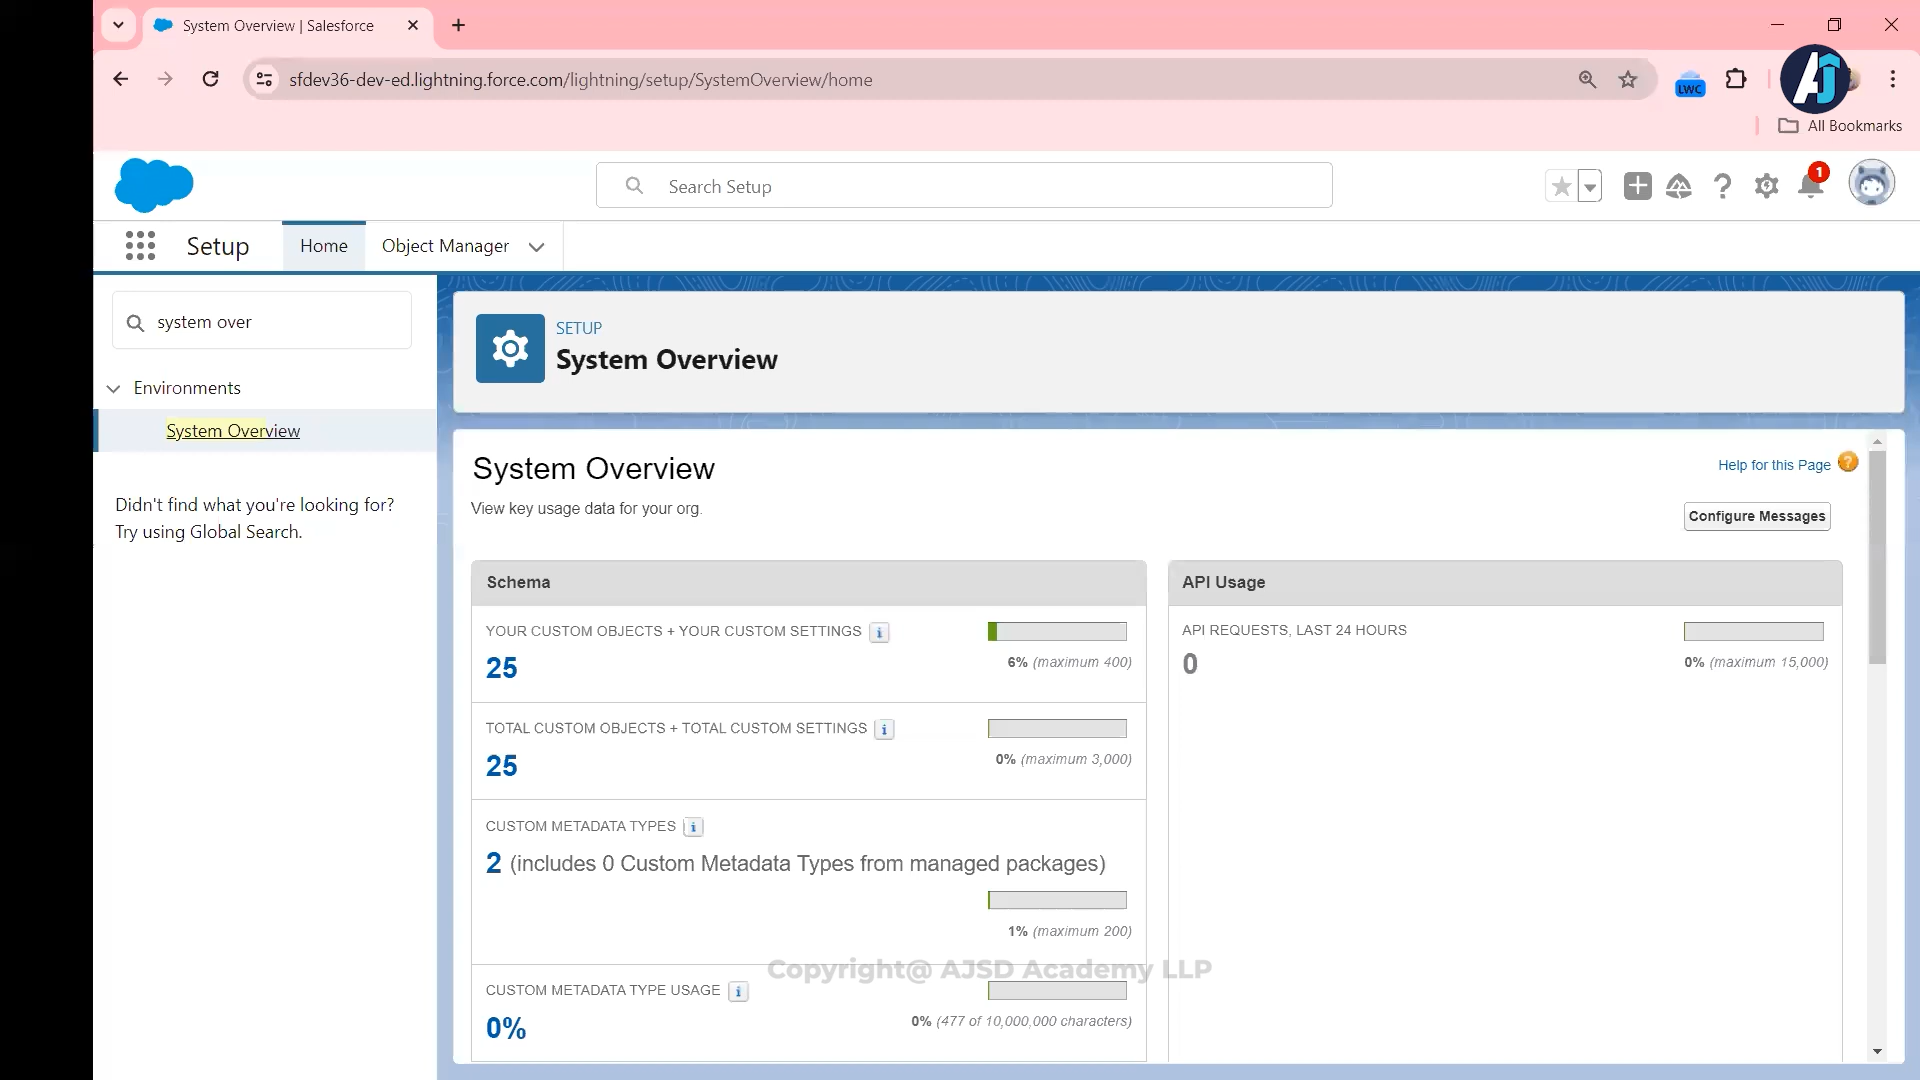 System Overview | Salesforce
sfdev36-dev-ed.lightning.force.com/lightning/setup/SystemOverview/home
LWC
AJ
All Bookmarks
Search Setup
1
Setup
Home
Object Manager
system over
SETUP
System Overview
Environments
System Overview
Didn't find what you're looking for?
Try using Global Search.
System Overview
Help for this Page
View key usage data for your org.
Configure Messages
Schema
YOUR CUSTOM OBJECTS + YOUR CUSTOM SETTINGS
25
6% (maximum 400)
TOTAL CUSTOM OBJECTS + TOTAL CUSTOM SETTINGS
25
0% (maximum 3,000)
CUSTOM METADATA TYPES
2 (includes 0 Custom Metadata Types from managed packages)
1% (maximum 200)
CUSTOM METADATA TYPE USAGE
0%
0% (477 of 10,000,000 characters)
API Usage
API REQUESTS, LAST 24 HOURS
0
0% (maximum 15,000)
Copyright@ AJSD Academy LLP